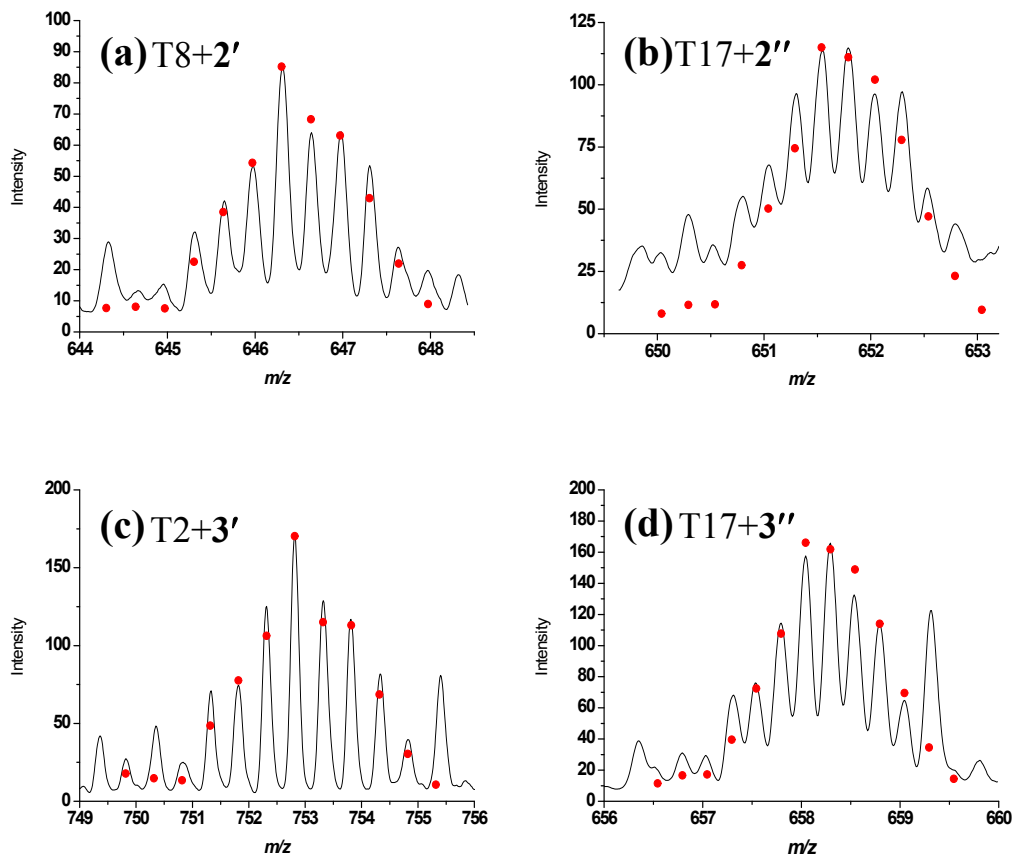 (a) T8+2′
Intensity
100
90
80
70
60
50
40
30
20
10
0
644 645 646 647 648
m/z
(b) T17+2″
Intensity
125
100
75
50
25
0
650 651 652 653
m/z
(c) T2+3′
Intensity
200
150
100
50
0
749 750 751 752 753 754 755 756
m/z
(d) T17+3″
Intensity
200
180
160
140
120
100
80
60
40
20
0
656 657 658 659 660
m/z